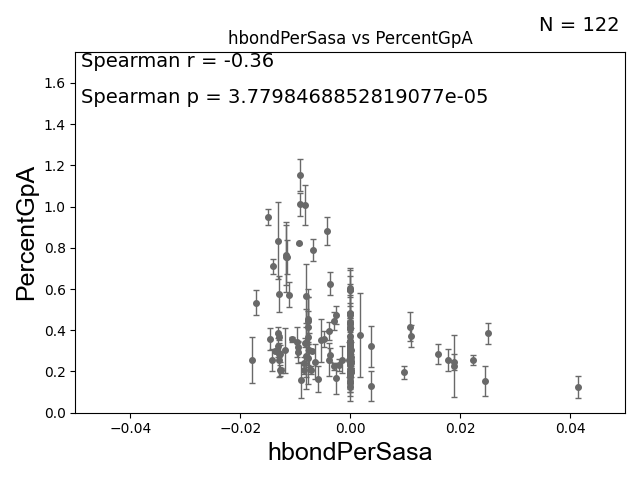 N = 122
hbondPerSasa vs PercentGpA
Spearman r = -0.36
Spearman p = 3.7798468852819077e-05
PercentGpA
1.6
1.4
1.2
1.0
0.8
0.6
0.4
0.2
0.0
−0.04 −0.02 0.00 0.02 0.04
hbondPerSasa